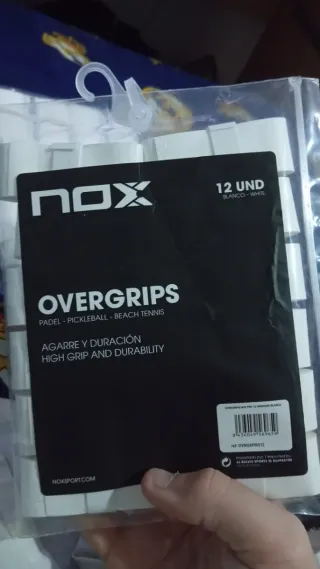 nox
12 UND
BLANCO - WHITE
OVERGRIPS
PADEL - PICKLEBALL - BEACH TENNIS
AGARRE Y DURACIÓN
HIGH GRIP AND DURABILITY
NOXSPORT.COM